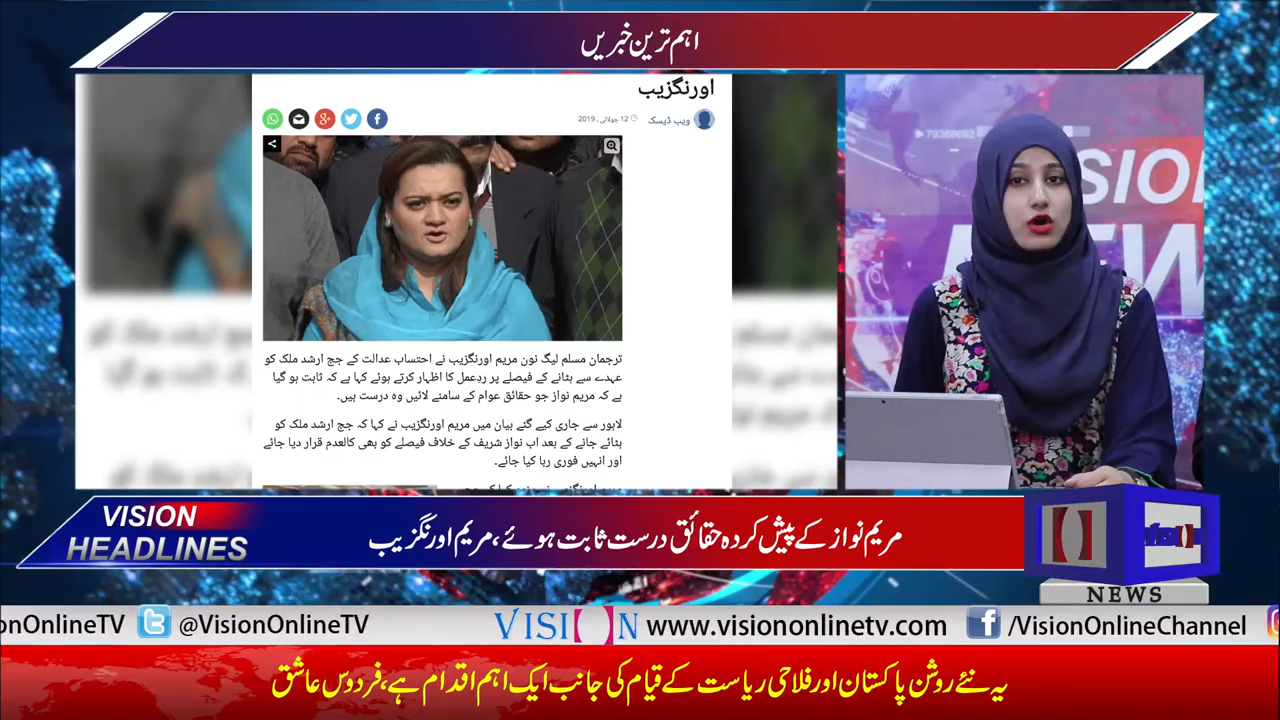 اہم ترین خبریں
اورنگزیب
ویب ڈیسک
12 جولائی ، 2019
ترجمان مسلم لیگ نون مریم اورنگزیب نے احتساب عدالت کے جج ارشد ملک کو
عہدے سے ہٹانے کے فیصلے پر ردعمل کا اظہار کرتے ہوئے کہا ہے کہ ثابت ہو گیا
ہے کہ مریم نواز جو حقائق عوام کے سامنے لائیں وہ درست ہیں۔
لاہور سے جاری کیے گئے بیان میں مریم اورنگزیب نے کہا کہ جج ارشد ملک کو
ہٹائے جانے کے بعد اب نواز شریف کے خلاف فیصلے کو بھی کالعدم قرار دیا جائے
اور انہیں فوری رہا کیا جائے۔
79368692
SION
NEW
VISION
HEADLINES
مریم نواز کے پیش کردہ حقائق درست ثابت ہوئے، مریم اورنگزیب
NEWS
onOnlineTV @VisionOnlineTV VISION www.visiononlinetv.com /VisionOnlineChannel
یہ نئے روشن پاکستان اور فلاحی ریاست کے قیام کی جانب ایک اہم اقدام ہے، فردوس عاشق